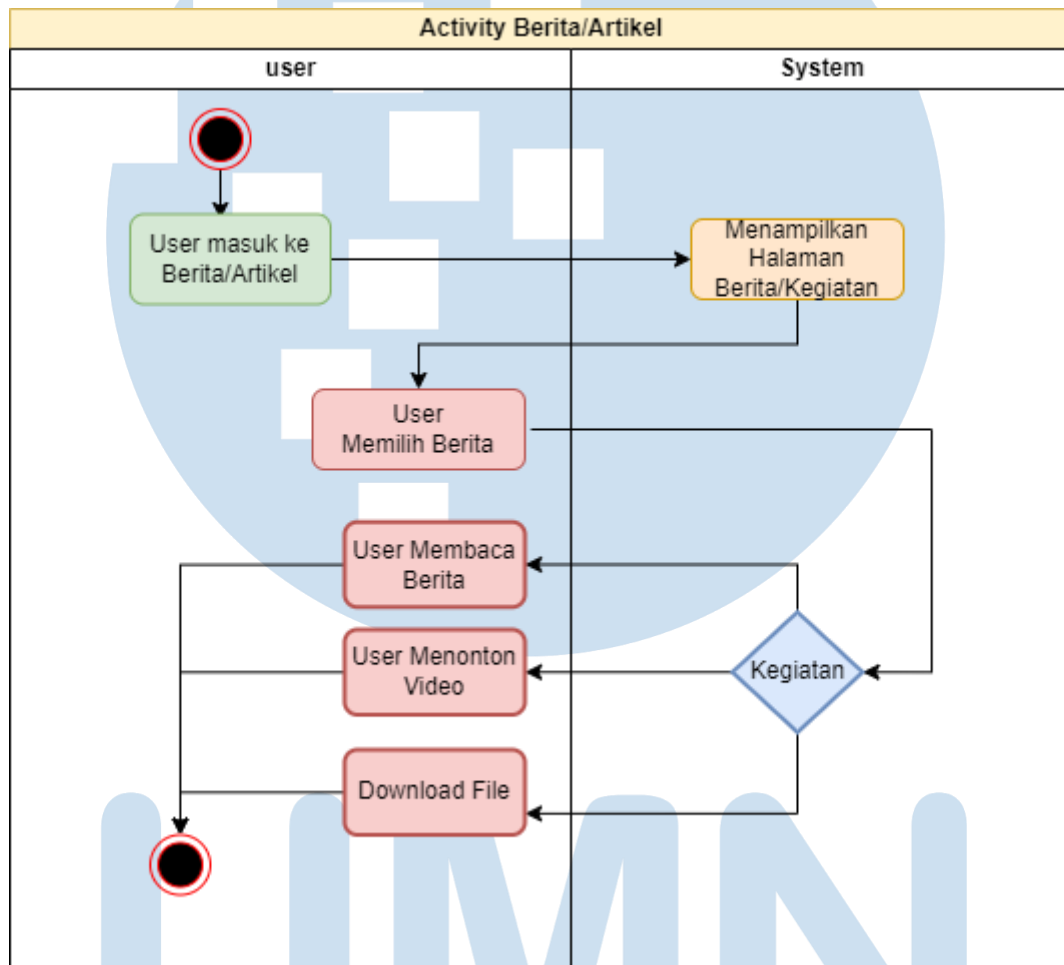 Activity Berita/Artikel
user
System
User masuk ke
Berita/Artikel
Menampilkan
Halaman
Berita/Kegiatan
User
Memilih Berita
User Membaca
Berita
User Menonton
Video
Kegiatan
Download File
UMN